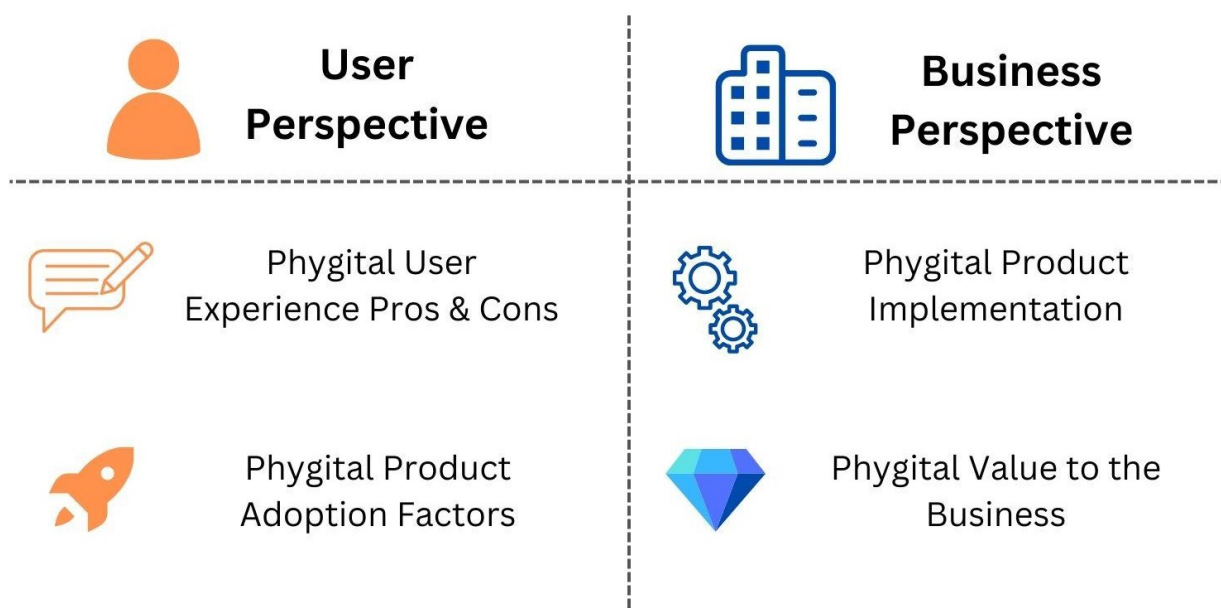 User
Perspective
Business
Perspective
Phygital User
Experience Pros & Cons
Phygital Product
Implementation
Phygital Product
Adoption Factors
Phygital Value to the
Business